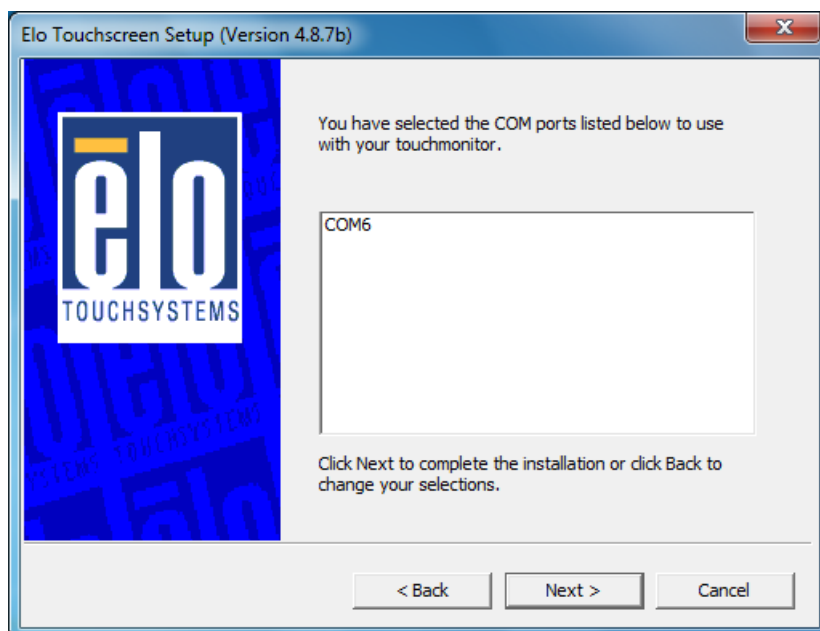 Elo Touchscreen Setup (Version 4.8.7b)
You have selected the COM ports listed below to use
with your touchmonitor.
COM6
ēlo
TOUCHSYSTEMS
Click Next to complete the installation or click Back to
change your selections.
< Back
Next >
Cancel